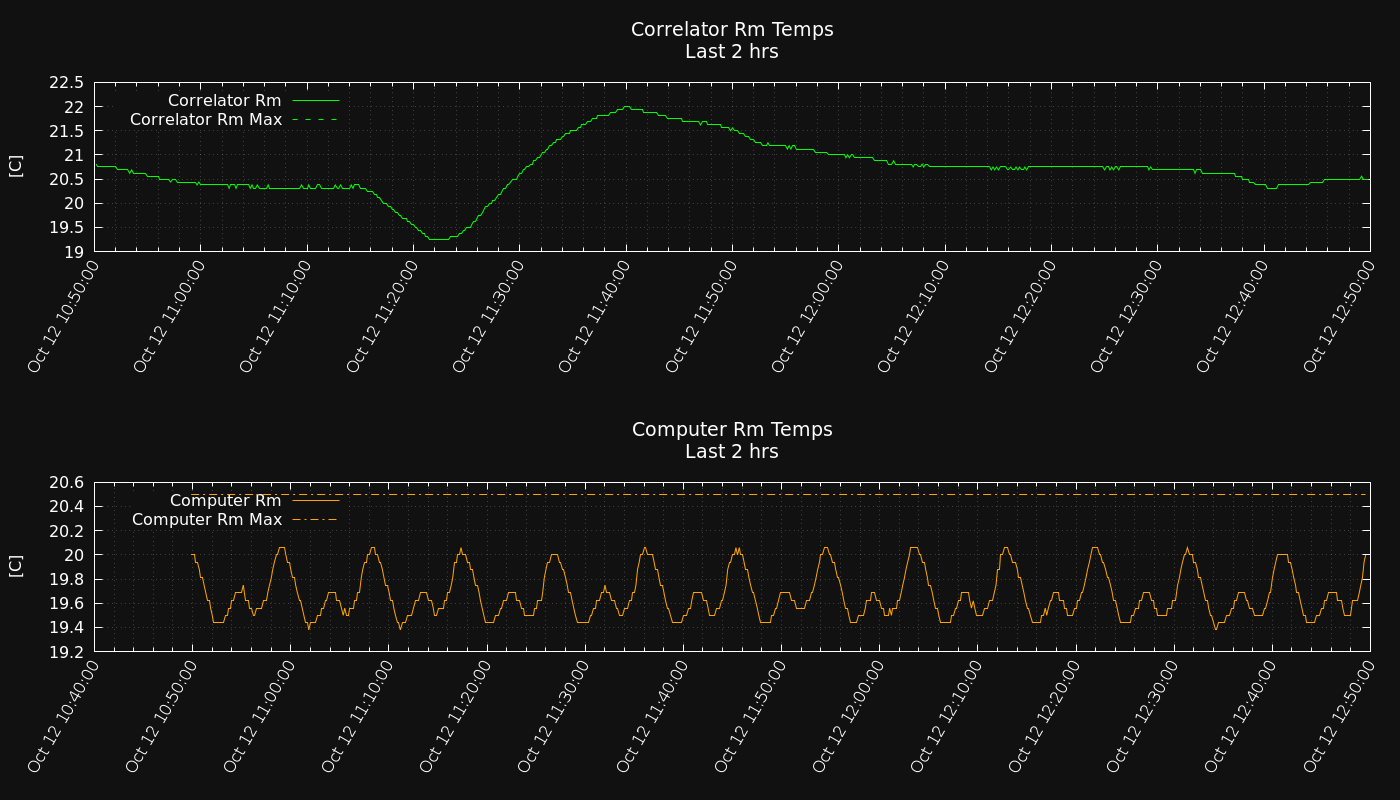 Correlator Rm Temps
Last 2 hrs
22.5
22
21.5
21
20.5
20
19.5
19
[C]
Correlator Rm
Correlator Rm Max
Oct 12 10:50:00
Oct 12 11:00:00
Oct 12 11:10:00
Oct 12 11:20:00
Oct 12 11:30:00
Oct 12 11:40:00
Oct 12 11:50:00
Oct 12 12:00:00
Oct 12 12:10:00
Oct 12 12:20:00
Oct 12 12:30:00
Oct 12 12:40:00
Oct 12 12:50:00
Computer Rm Temps
Last 2 hrs
20.6
20.4
20.2
20
19.8
19.6
19.4
19.2
[C]
Computer Rm
Computer Rm Max
Oct 12 10:40:00
Oct 12 10:50:00
Oct 12 11:00:00
Oct 12 11:10:00
Oct 12 11:20:00
Oct 12 11:30:00
Oct 12 11:40:00
Oct 12 11:50:00
Oct 12 12:00:00
Oct 12 12:10:00
Oct 12 12:20:00
Oct 12 12:30:00
Oct 12 12:40:00
Oct 12 12:50:00